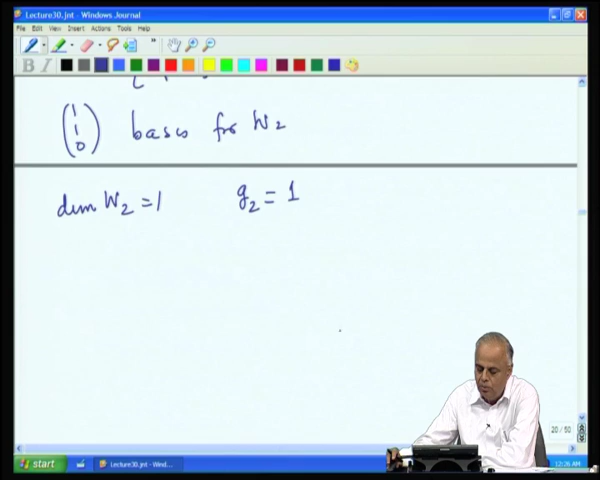 Lecture30.jnt - Windows Journal
File Edit View Insert Actions Tools Help
B I
(1 1 0) basis for W₂
dim W₂ = 1 g₂ = 1
20 / 50
start Lecture30.jnt - Wind... 12:26 AM